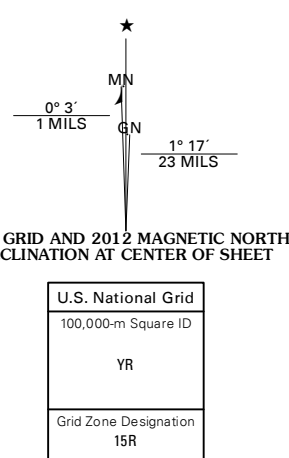 ★
MN
0° 3´
1 MILS
GN
1° 17´
23 MILS
GRID AND 2012 MAGNETIC NORTH
CLINATION AT CENTER OF SHEET
U.S. National Grid
100,000-m Square ID
YR
Grid Zone Designation
15R